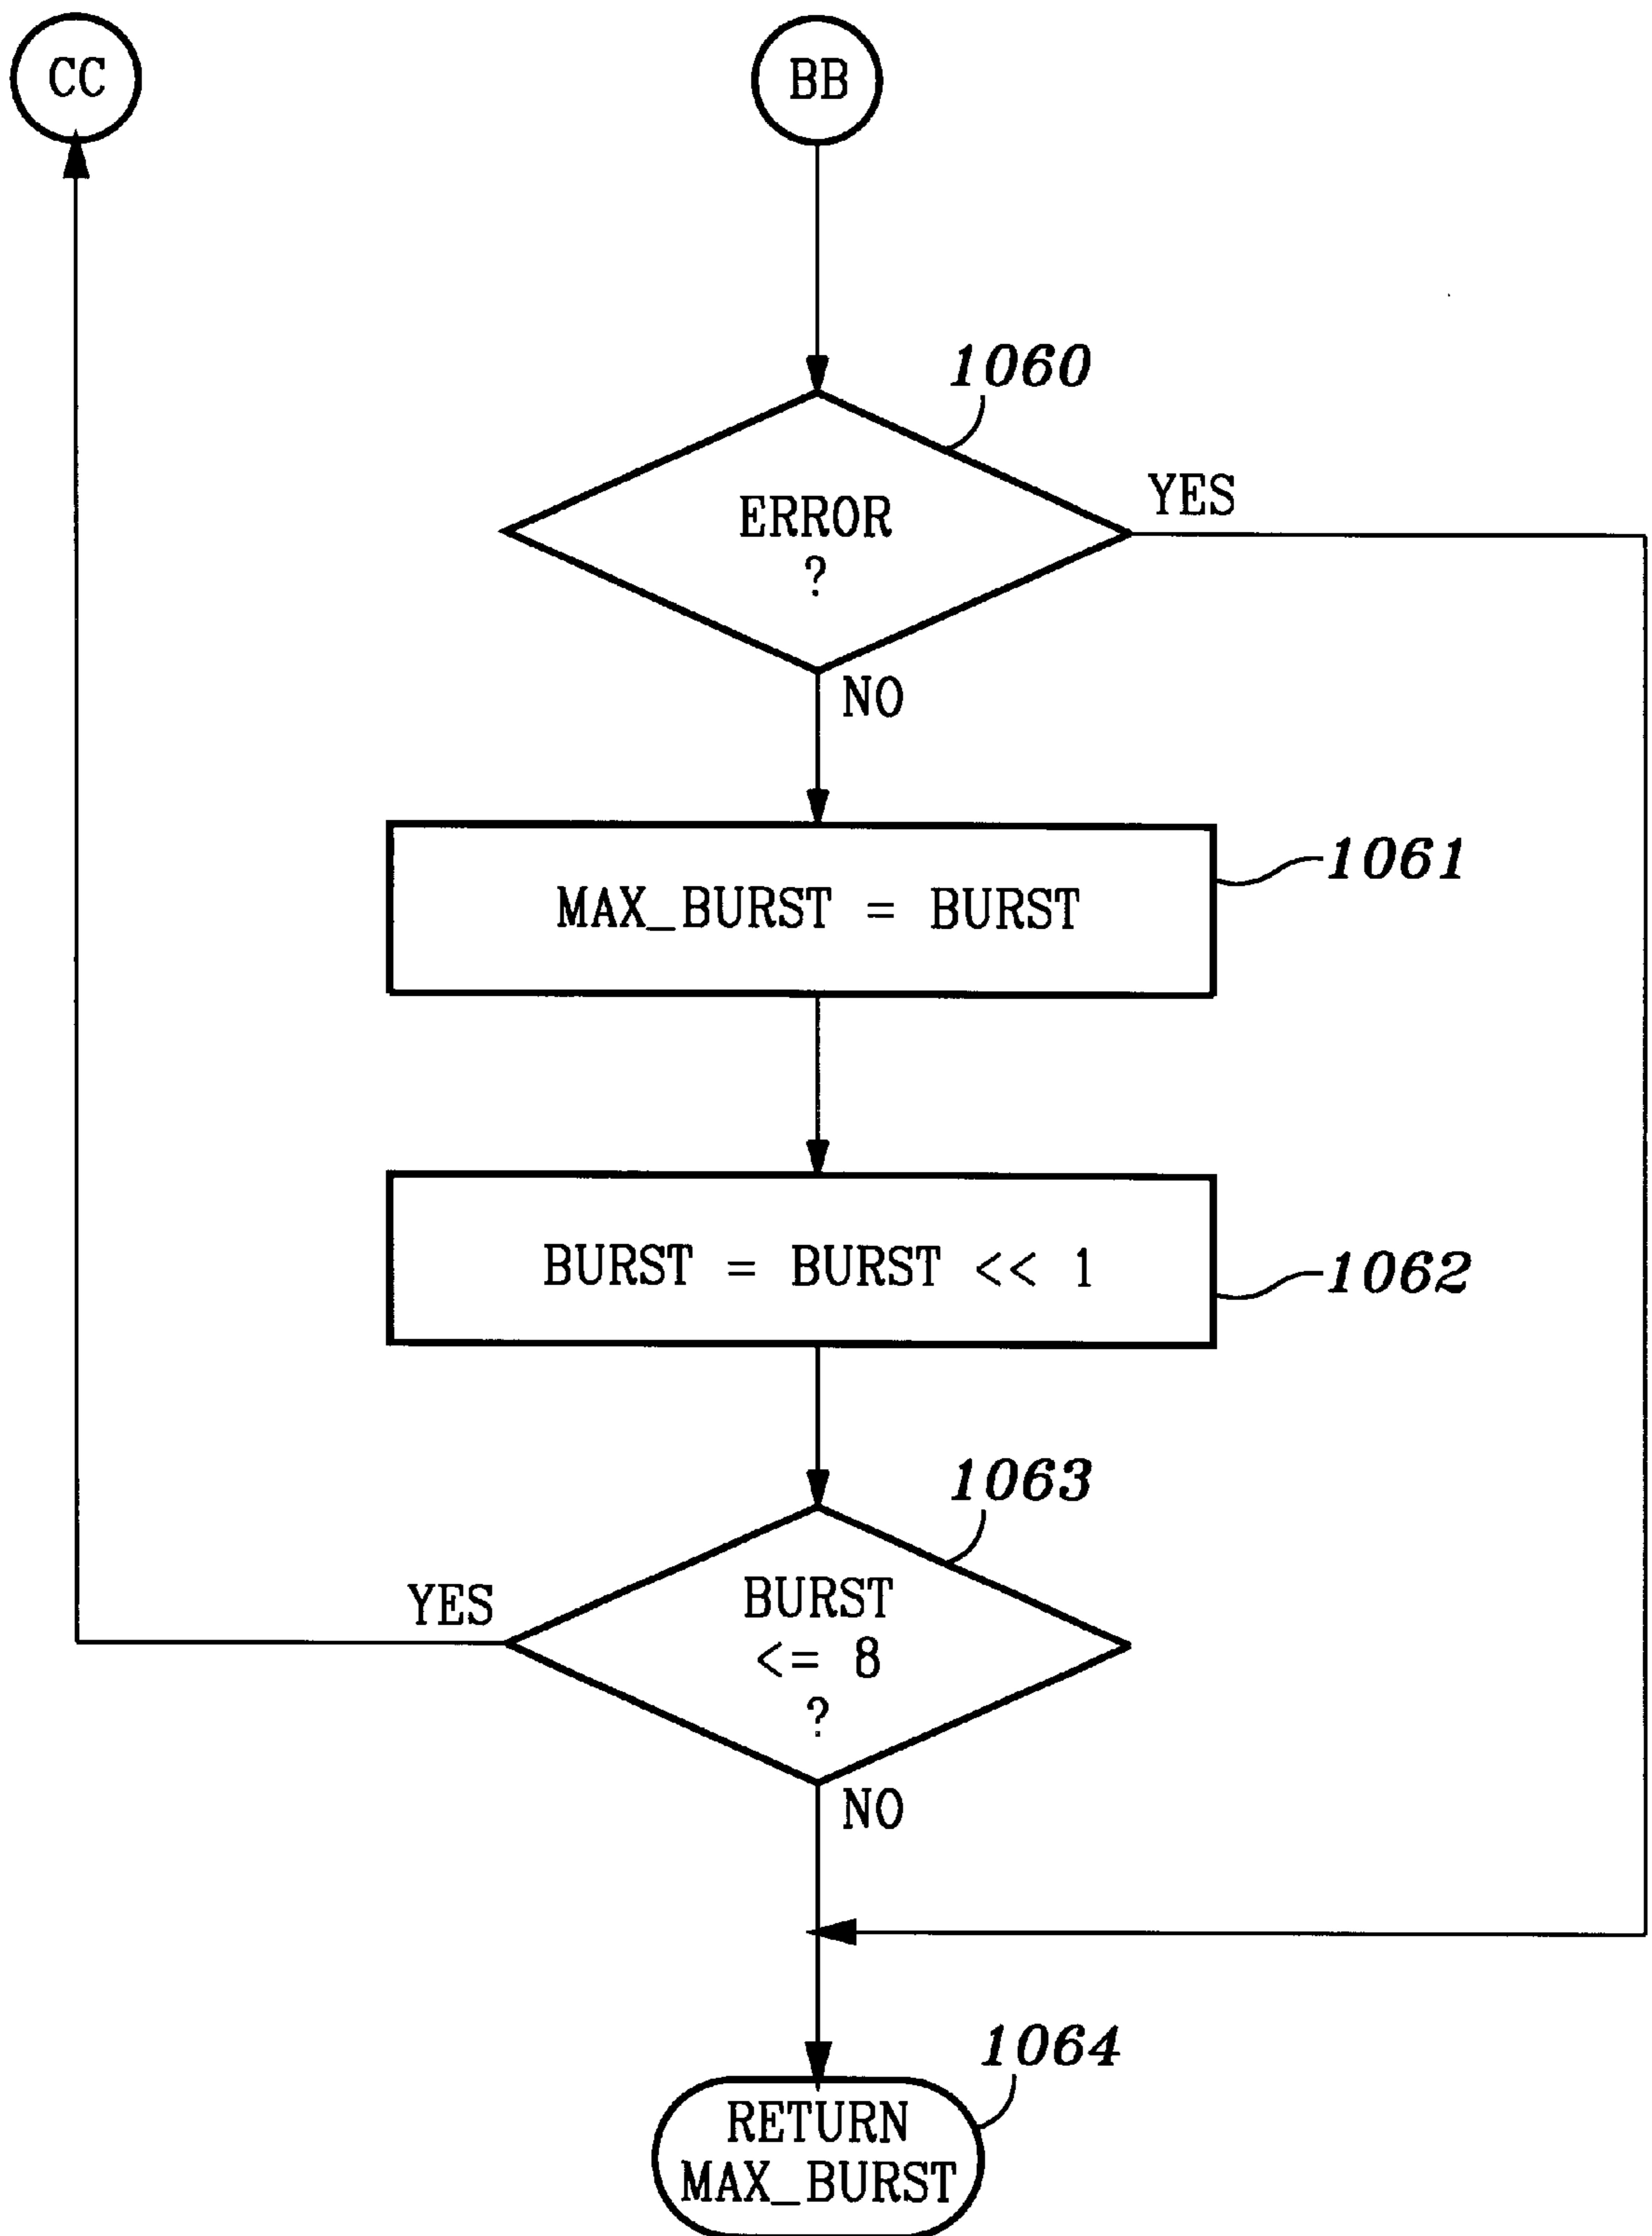 CC
BB
1060
ERROR
?
YES
NO
MAX_BURST = BURST
1061
BURST = BURST << 1
1062
1063
BURST
<= 8
?
YES
NO
1064
RETURN
MAX_BURST